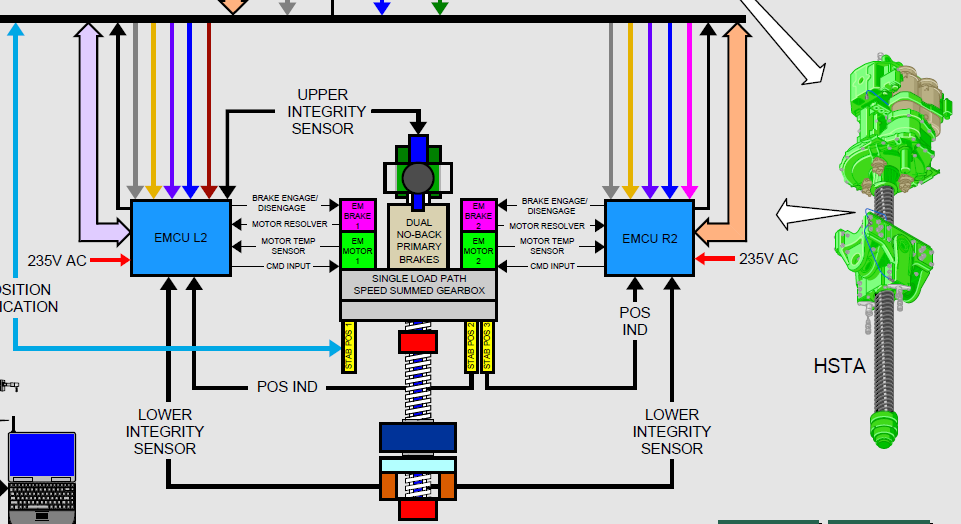 UPPER
INTEGRITY
SENSOR
BRAKE ENGAGE/
DISENGAGE
MOTOR RESOLVER
MOTOR TEMP
SENSOR
CMD INPUT
EM
BRAKE
1
EM
MOTOR
1
DUAL
NO-BACK
PRIMARY
BRAKES
EM
BRAKE
2
EM
MOTOR
2
BRAKE ENGAGE/
DISENGAGE
MOTOR RESOLVER
MOTOR TEMP
SENSOR
CMD INPUT
EMCU L2
EMCU R2
235V AC
235V AC
SINGLE LOAD PATH
SPEED SUMMED GEARBOX
OSITION
ICATION
STAB POS 1
STAB POS 2
STAB POS 3
POS
IND
POS IND
HSTA
LOWER
INTEGRITY
SENSOR
LOWER
INTEGRITY
SENSOR